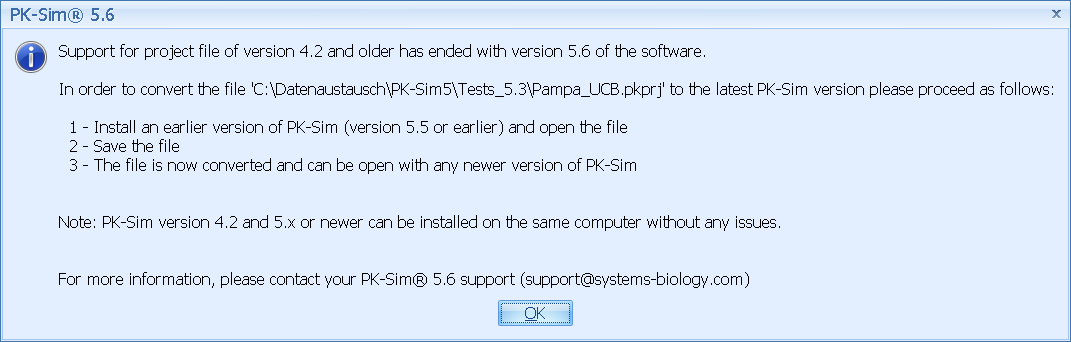 PK-Sim® 5.6
x
Support for project file of version 4.2 and older has ended with version 5.6 of the software.
In order to convert the file 'C:\Datenaustausch\PK-Sim5\Tests_5.3\Pampa_UCB.pkprj' to the latest PK-Sim version please proceed as follows:
1 - Install an earlier version of PK-Sim (version 5.5 or earlier) and open the file
2 - Save the file
3 - The file is now converted and can be open with any newer version of PK-Sim
Note: PK-Sim version 4.2 and 5.x or newer can be installed on the same computer without any issues.
For more information, please contact your PK-Sim® 5.6 support (support@systems-biology.com)
OK